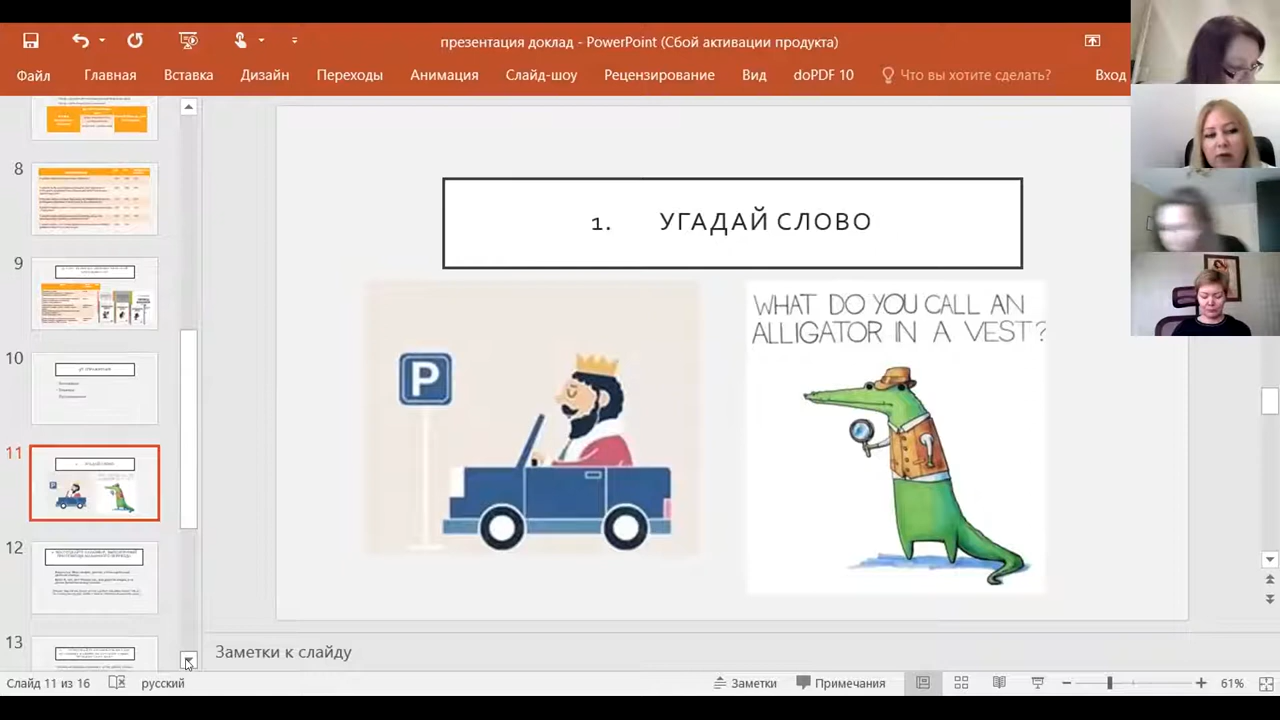 презентация доклад - PowerPoint (Сбой активации продукта)
Файл Главная Вставка Дизайн Переходы Анимация Слайд-шоу Рецензирование Вид doPDF 10 Что вы хотите сделать? Вход
8
9
10
11
12
13
1. УГАДАЙ СЛОВО
P
WHAT DO YOU CALL AN
ALLIGATOR IN A VEST?
Заметки к слайду
Слайд 11 из 16 русский Заметки Примечания 61%